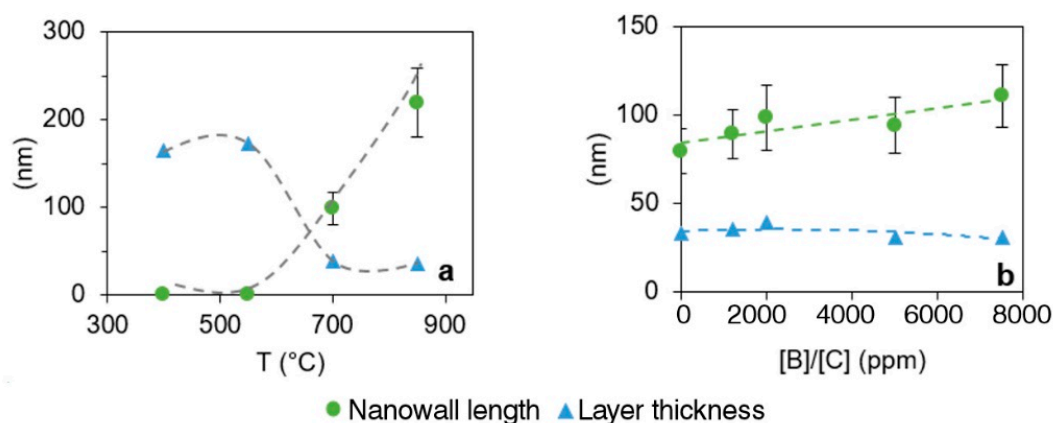 300
200
100
0
(nm)
300
500
700
900
T (°C)
a
150
100
50
0
(nm)
0
2000
4000
6000
8000
[B]/[C] (ppm)
b
Nanowall length
Layer thickness